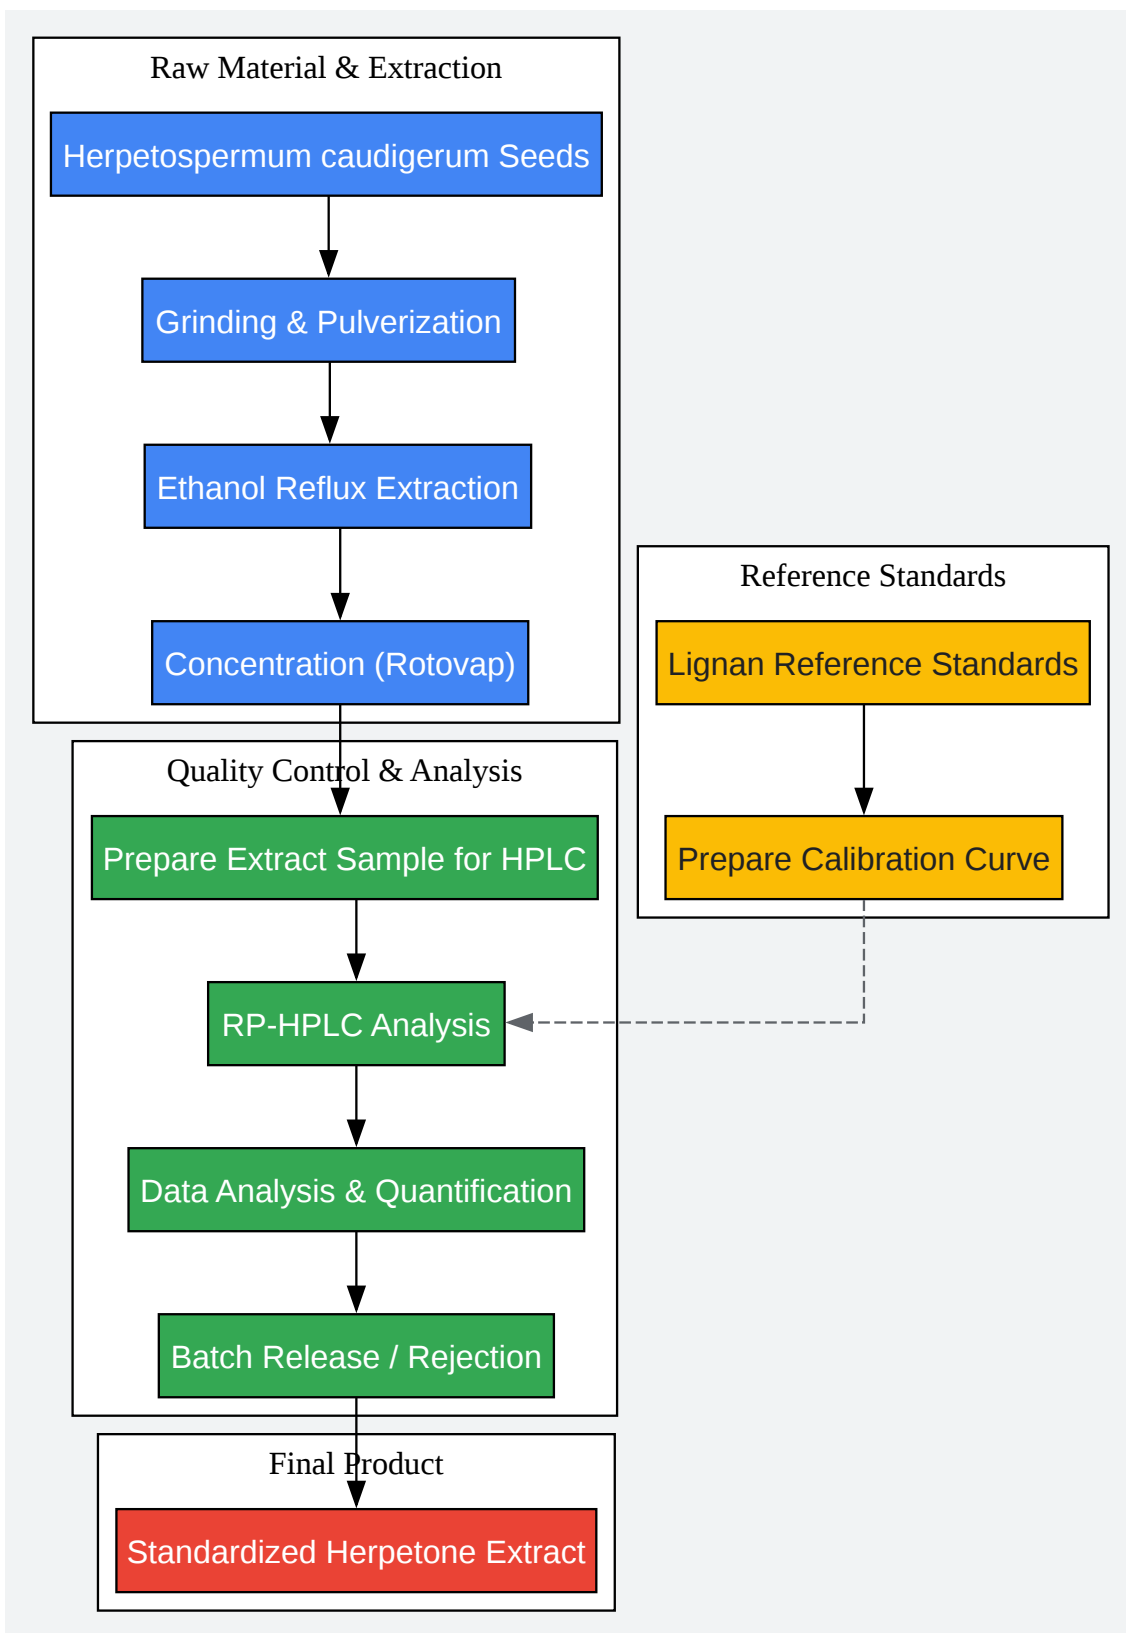 Raw Material & Extraction
Herpetospermum caudigerum Seeds
Grinding & Pulverization
Ethanol Reflux Extraction
Concentration (Rotovap)
Reference Standards
Lignan Reference Standards
Prepare Calibration Curve
Quality Control & Analysis
Prepare Extract Sample for HPLC
RP-HPLC Analysis
Data Analysis & Quantification
Batch Release / Rejection
Final Product
Standardized Herpetone Extract